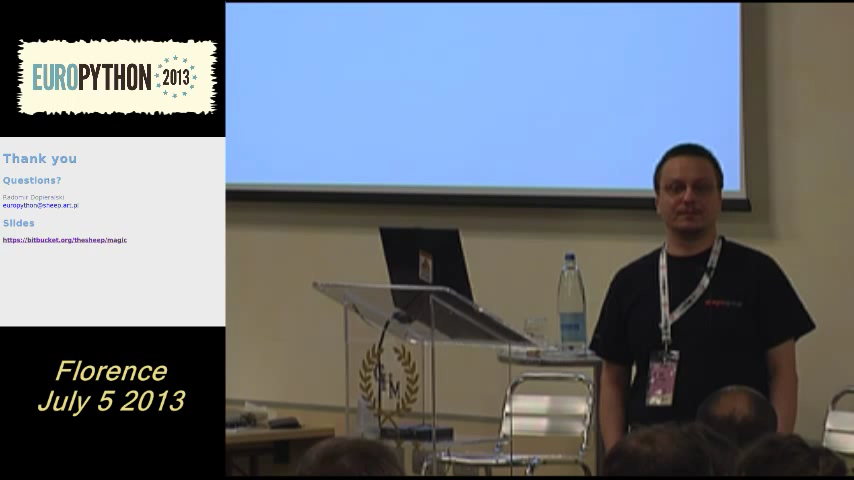 EUROPYTHON 2013
Thank you
Questions?
Radomir Dopieralski
europython@sheep.art.pl
Slides
https://bitbucket.org/thesheep/magic
Florence
July 5 2013